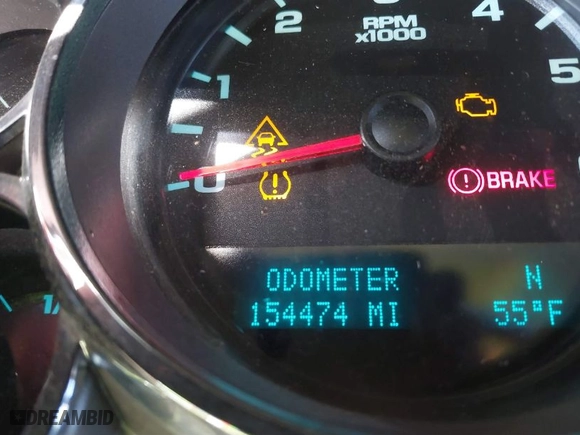 2
4
RPM
x1000
1
5
0
BRAKE
ODOMETER
N
154474 MI
55°F
DREAMBID